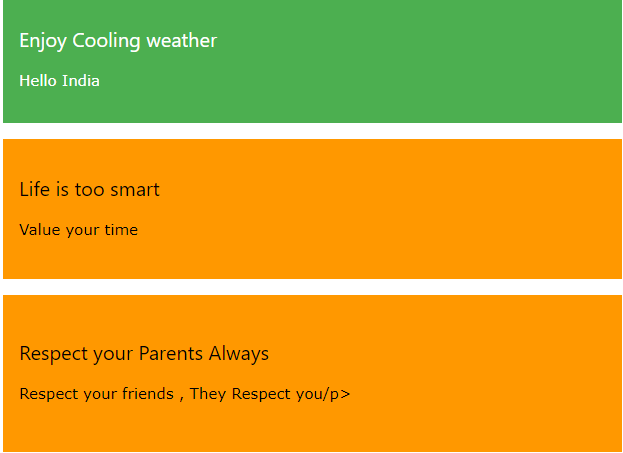 Enjoy Cooling weather
Hello India
Life is too smart
Value your time
Respect your Parents Always
Respect your friends , They Respect you/p>